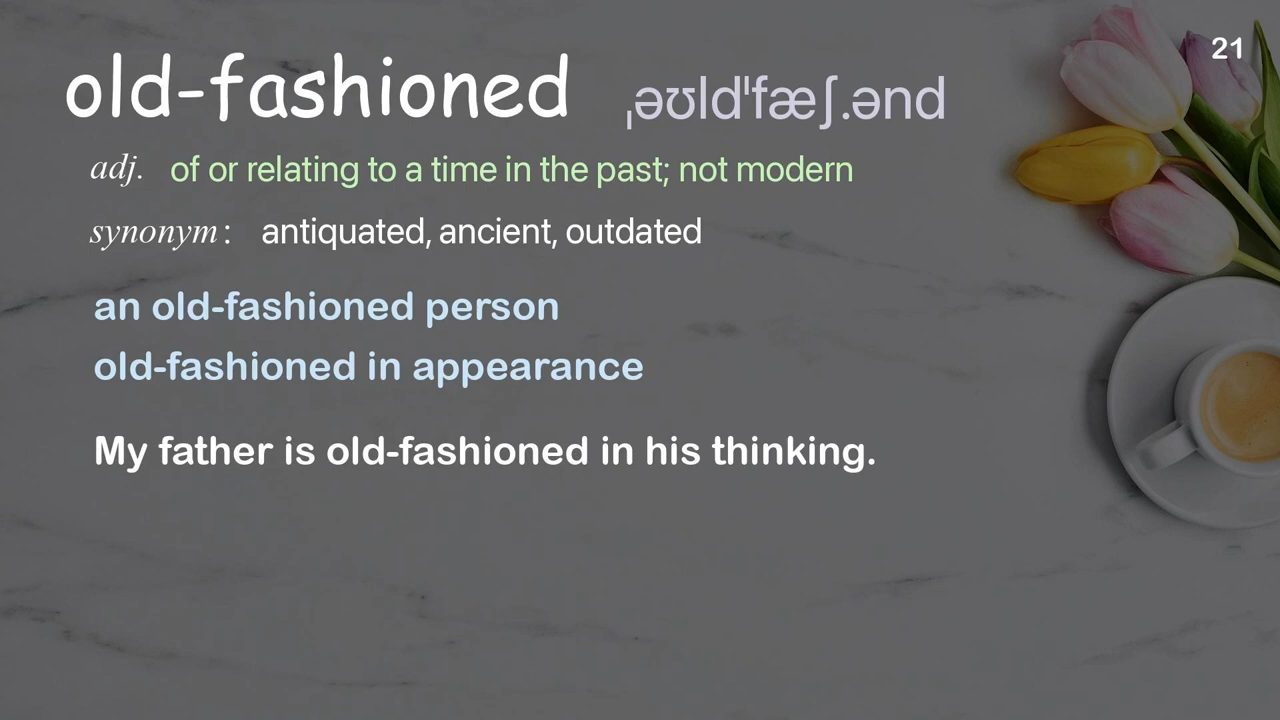 21
old-fashioned ˌəʊldˈfæʃ.ənd
adj. of or relating to a time in the past; not modern
synonym : antiquated, ancient, outdated
an old-fashioned person
old-fashioned in appearance
My father is old-fashioned in his thinking.